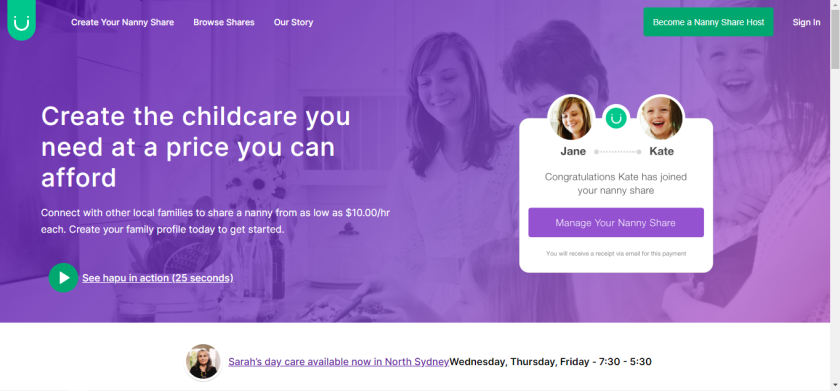 Create Your Nanny Share Browse Shares Our Story Become a Nanny Share Host Sign In
Create the childcare you
need at a price you can
afford
Connect with other local families to share a nanny from as low as $10.00/hr
each. Create your family profile today to get started.
See hapu in action (25 seconds)
Jane Kate
Congratulations Kate has joined
your nanny share
Manage Your Nanny Share
You will receive a receipt via email for this payment
Sarah's day care available now in North SydneyWednesday, Thursday, Friday - 7:30 - 5:30